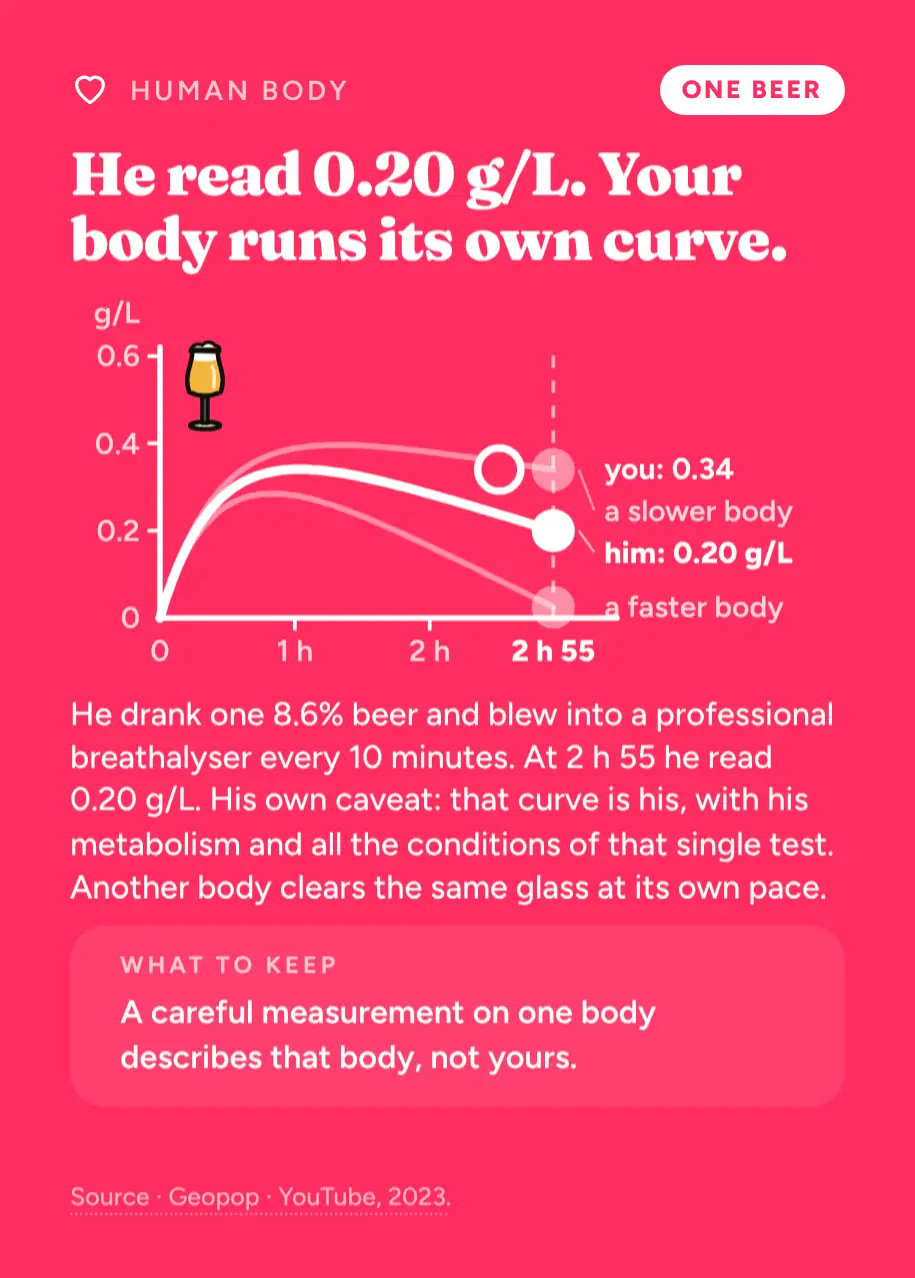 HUMAN BODY
ONE BEER
He read 0.20 g/L. Your
body runs its own curve.
g/L
0.6
0.4
0.2
0
0
1 h
2 h
2 h 55
you: 0.34
a slower body
him: 0.20 g/L
a faster body
He drank one 8.6% beer and blew into a professional
breathalyser every 10 minutes. At 2 h 55 he read
0.20 g/L. His own caveat: that curve is his, with his
metabolism and all the conditions of that single test.
Another body clears the same glass at its own pace.
WHAT TO KEEP
A careful measurement on one body
describes that body, not yours.
Source · Geopop · YouTube, 2023.